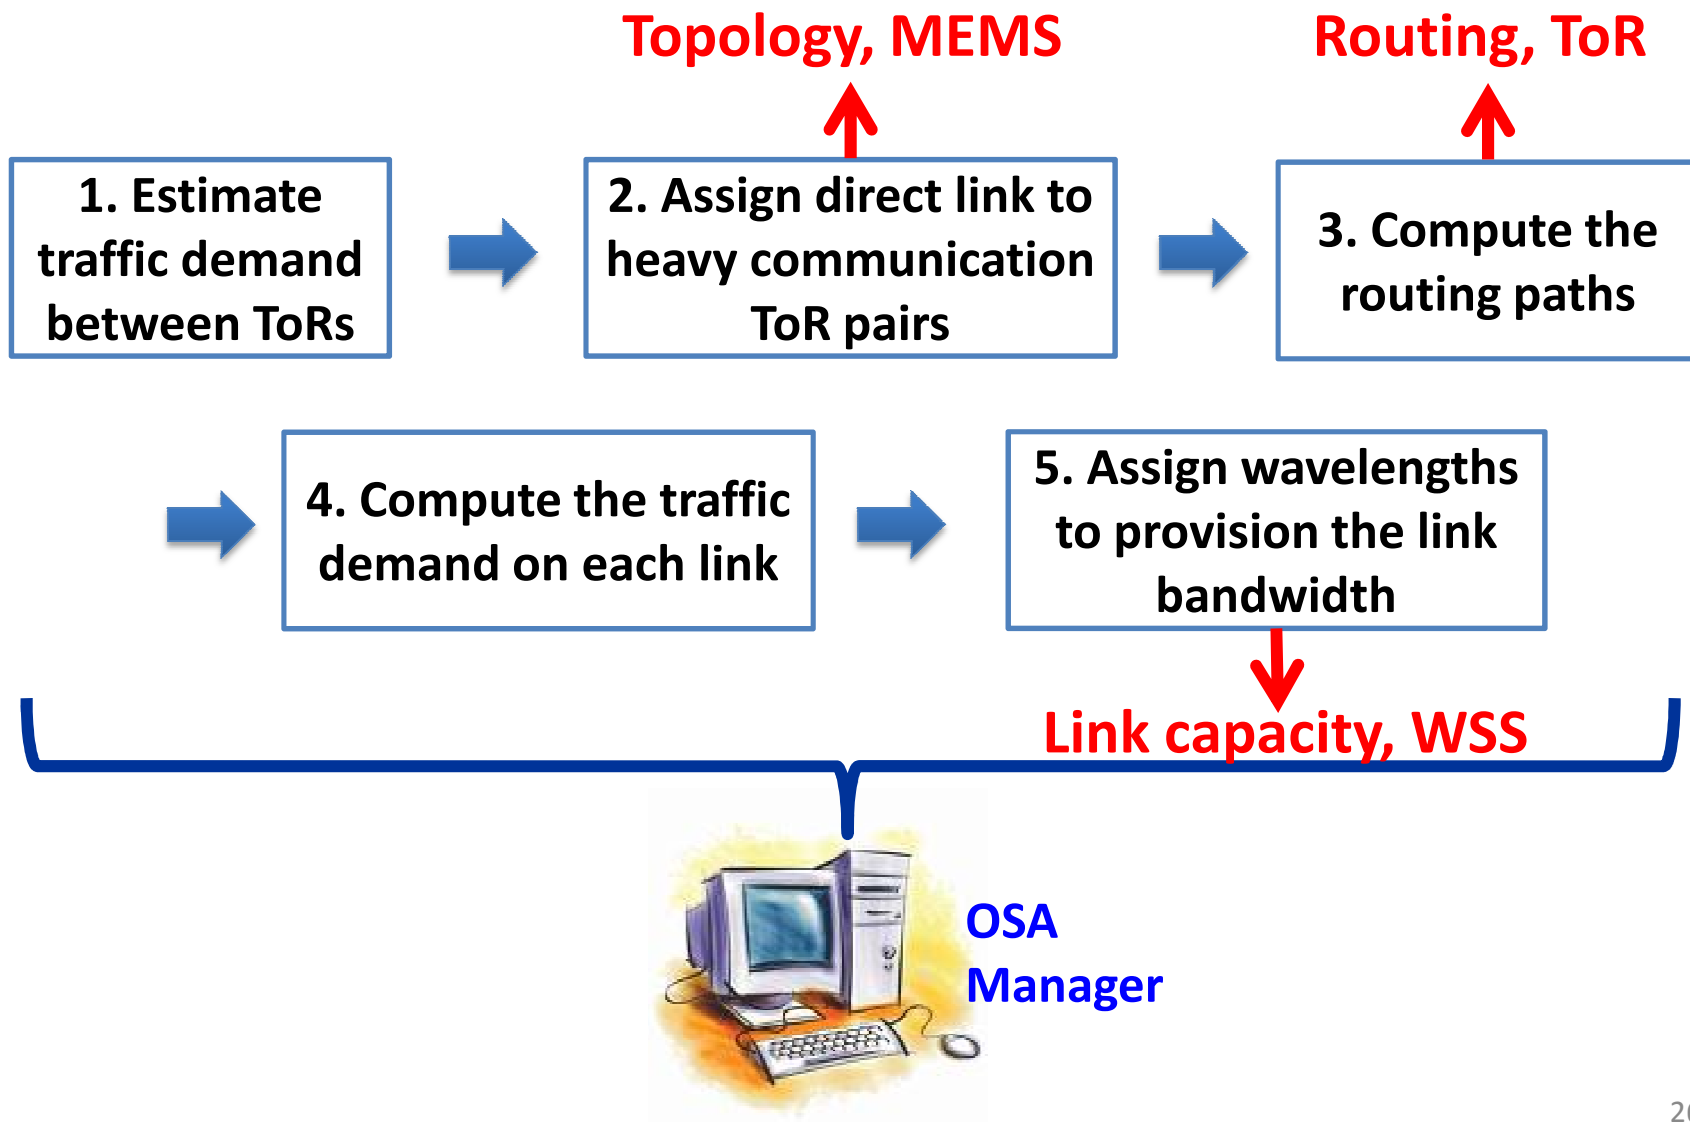 Topology, MEMS
Routing, ToR
1. Estimate
traffic demand
between ToRs
2. Assign direct link to
heavy communication
ToR pairs
3. Compute the
routing paths
4. Compute the traffic
demand on each link
5. Assign wavelengths
to provision the link
bandwidth
Link capacity, WSS
OSA
Manager